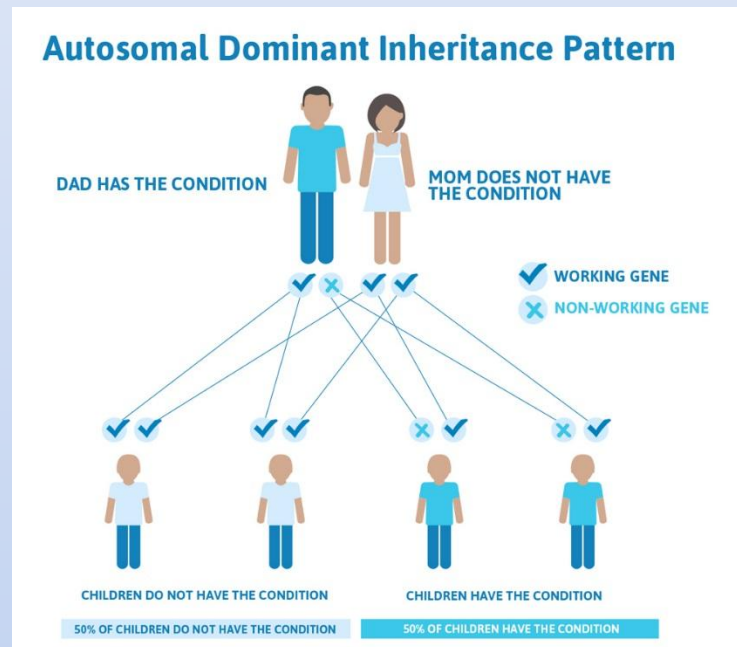 Autosomal Dominant Inheritance Pattern
DAD HAS THE CONDITION
MOM DOES NOT HAVE
THE CONDITION
WORKING GENE
NON-WORKING GENE
CHILDREN DO NOT HAVE THE CONDITION
CHILDREN HAVE THE CONDITION
50% OF CHILDREN DO NOT HAVE THE CONDITION
50% OF CHILDREN HAVE THE CONDITION